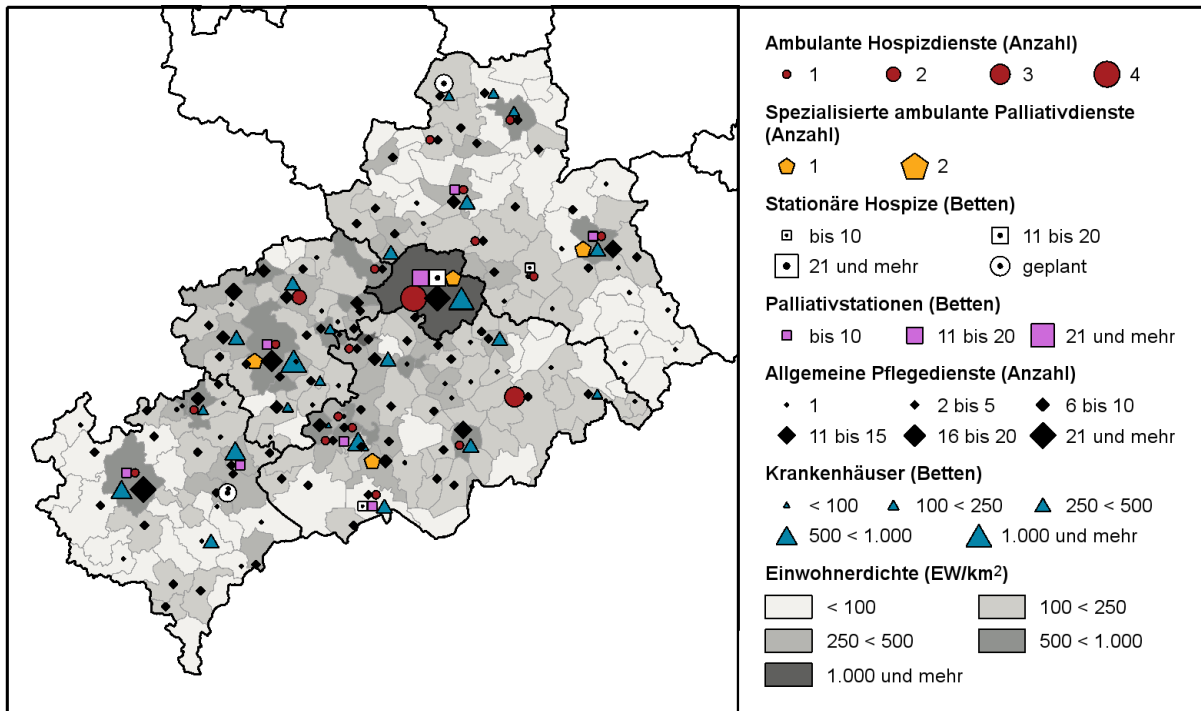 Ambulante Hospizdienste (Anzahl)
1 2 3 4
Spezialisierte ambulante Palliativdienste
(Anzahl)
1 2
Stationäre Hospize (Betten)
bis 10 11 bis 20
21 und mehr geplant
Palliativstationen (Betten)
bis 10 11 bis 20 21 und mehr
Allgemeine Pflegedienste (Anzahl)
1 2 bis 5 6 bis 10
11 bis 15 16 bis 20 21 und mehr
Krankenhäuser (Betten)
< 100 100 < 250 250 < 500
500 < 1.000 1.000 und mehr
Einwohnerdichte (EW/km²)
< 100 100 < 250
250 < 500 500 < 1.000
1.000 und mehr